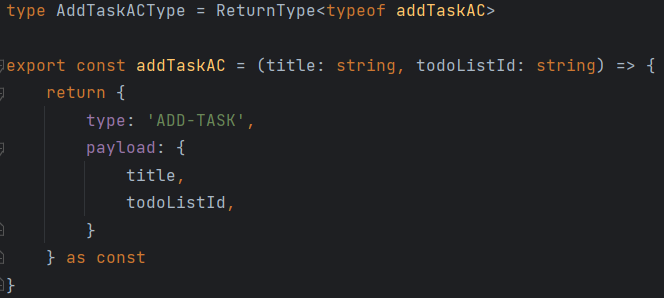 type AddTaskACType = ReturnType<typeof addTaskAC>
export const addTaskAC = (title: string, todoListId: string) => {
    return {
        type: 'ADD-TASK',
        payload: {
            title,
            todoListId,
        }
    } as const
}